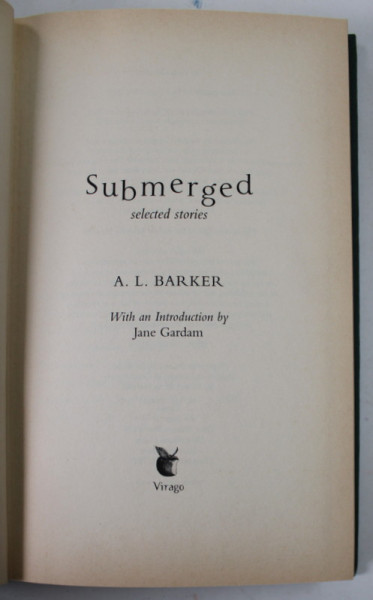 Submerged
selected stories
A. L. BARKER
With an Introduction by
Jane Gardam
Virago